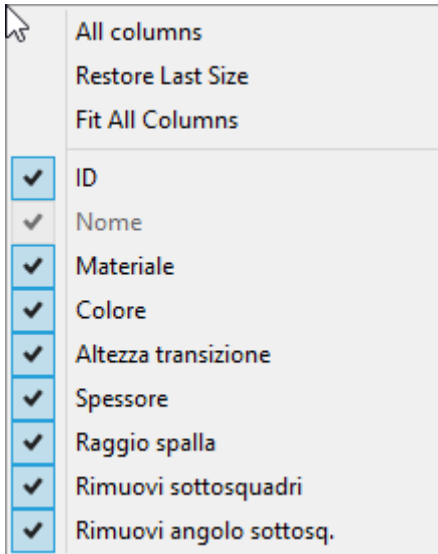 All columns
Restore Last Size
Fit All Columns
ID
Nome
Materiale
Colore
Altezza transizione
Spessore
Raggio spalla
Rimuovi sottosquadri
Rimuovi angolo sottosq.